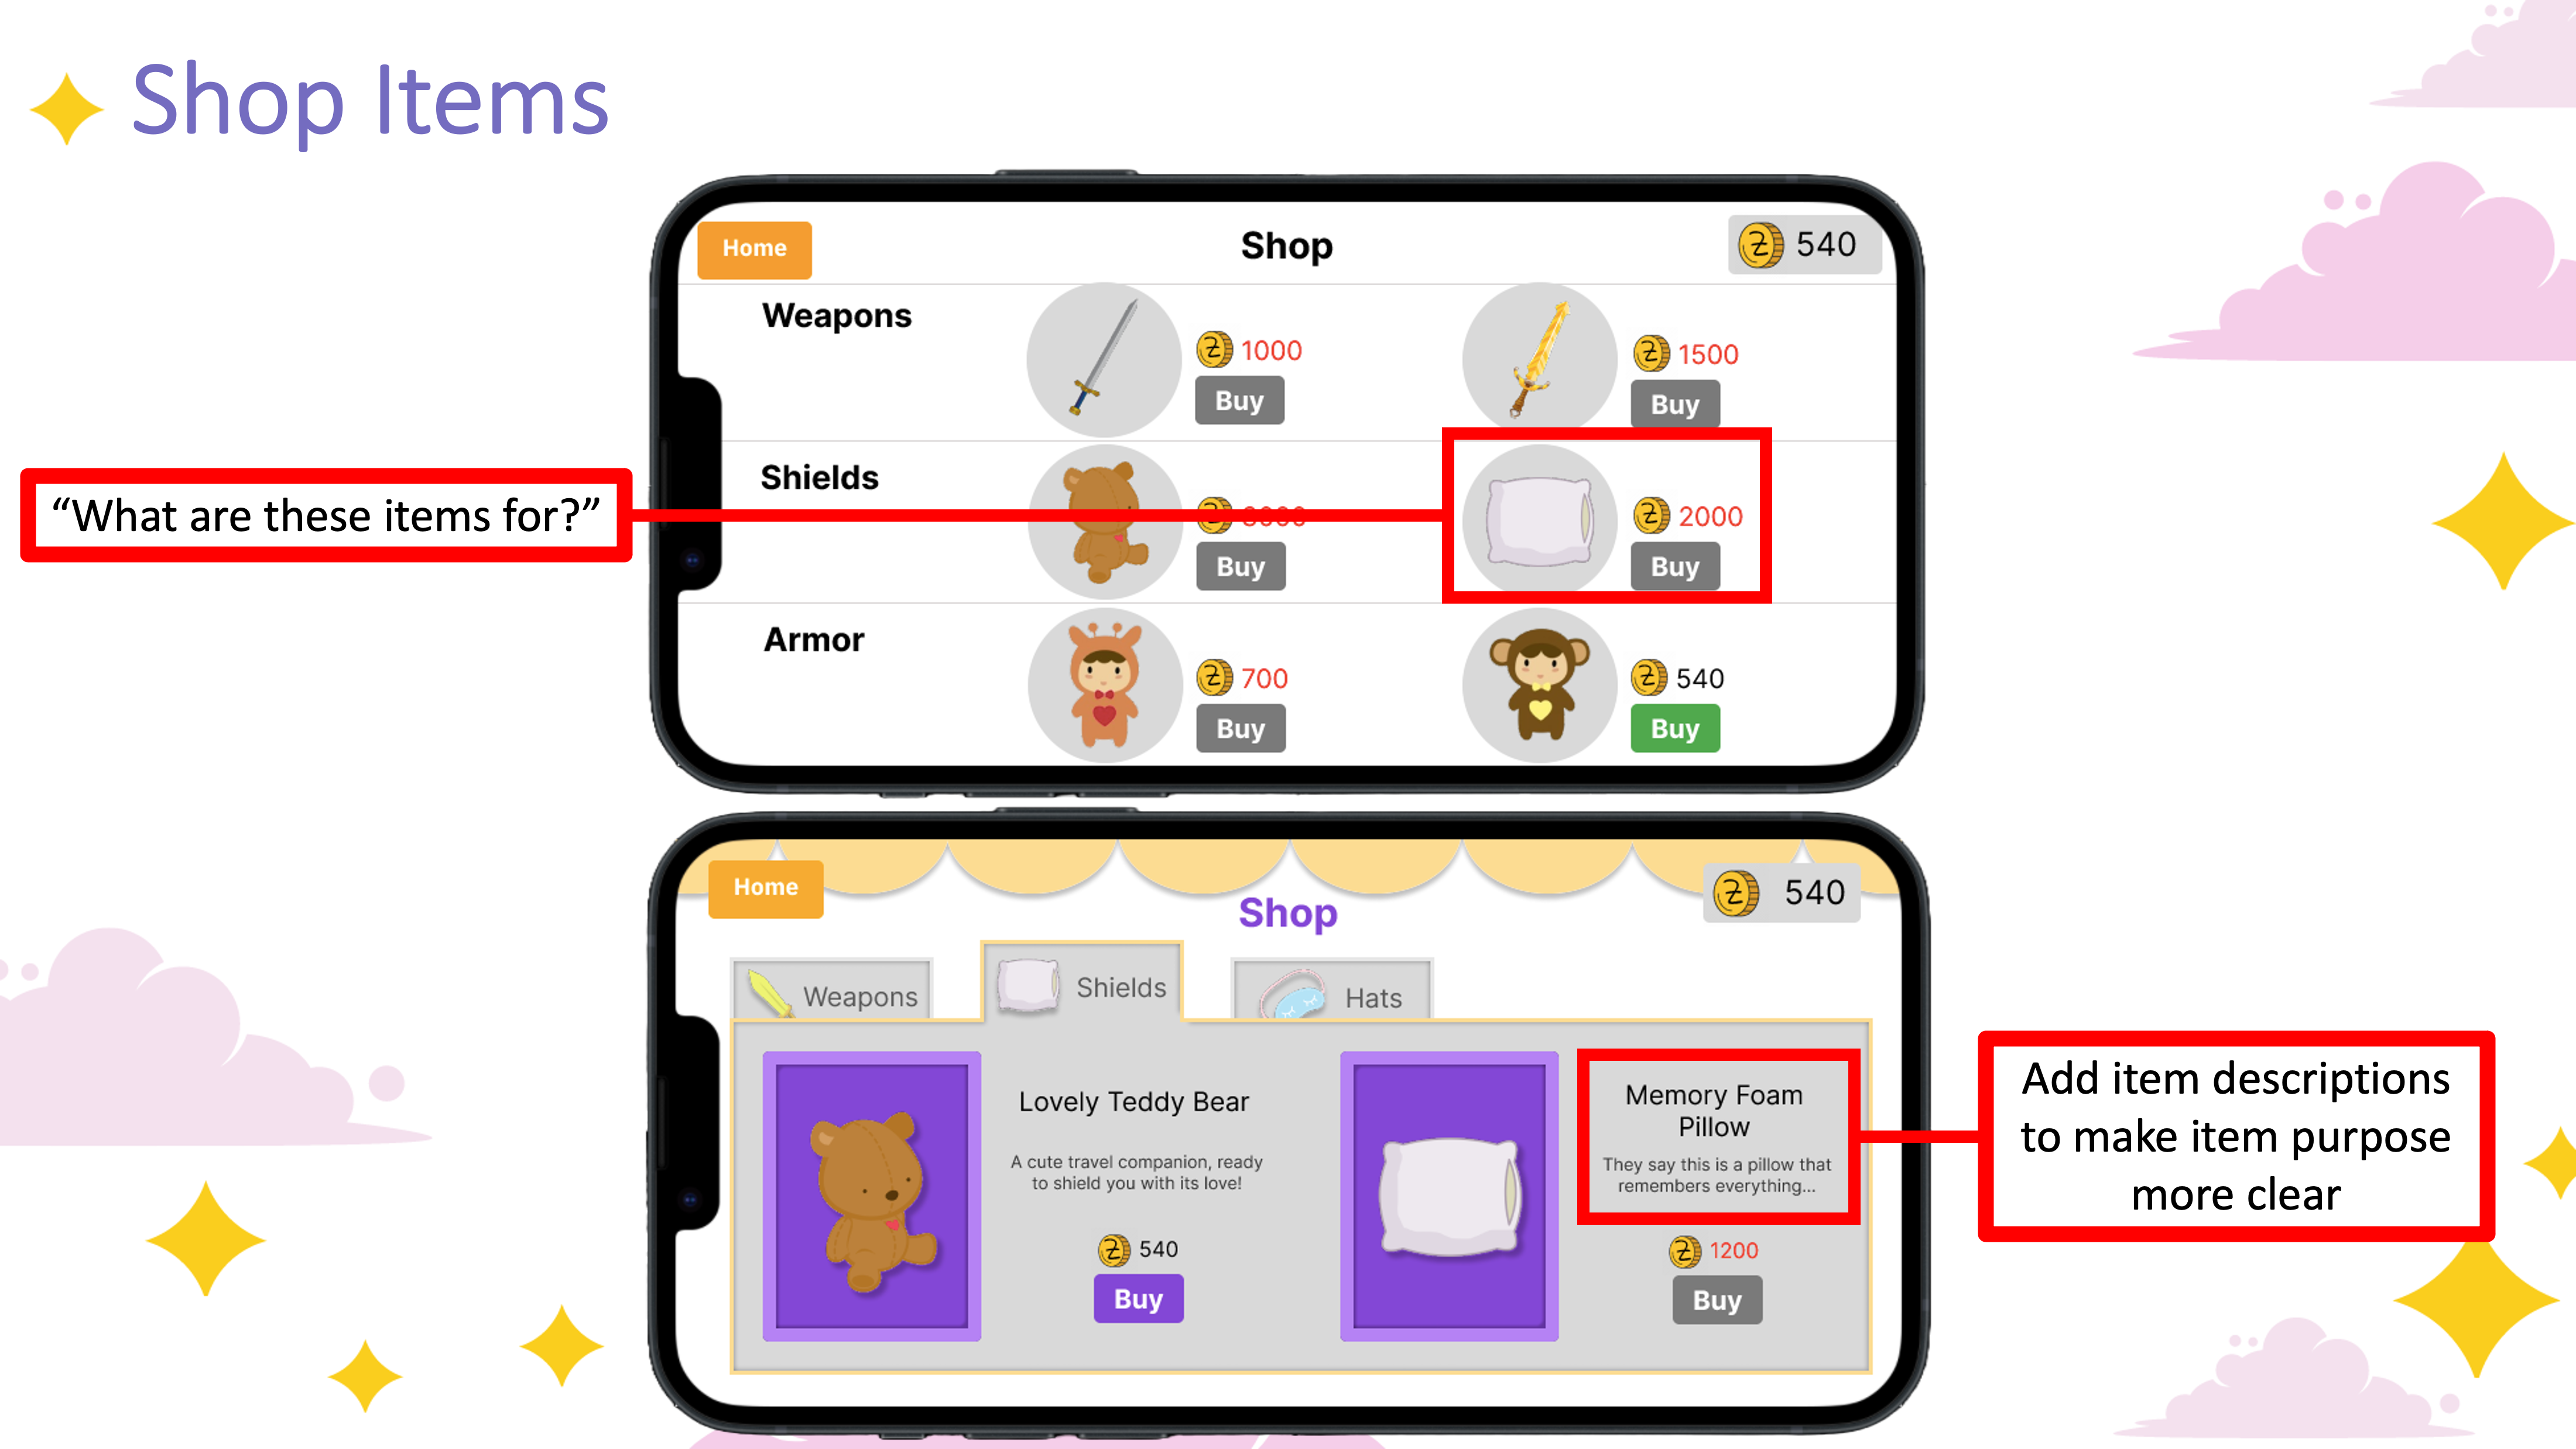 Shop Items
Home
Shop
540
Weapons
1000
Buy
1500
Buy
"What are these items for?"
Shields
Buy
2000
Buy
Armor
700
Buy
540
Buy
Home
Shop
540
Weapons
Shields
Hats
Lovely Teddy Bear
A cute travel companion, ready
to shield you with its love!
540
Buy
Memory Foam
Pillow
They say this is a pillow that
remembers everything...
1200
Buy
Add item descriptions
to make item purpose
more clear